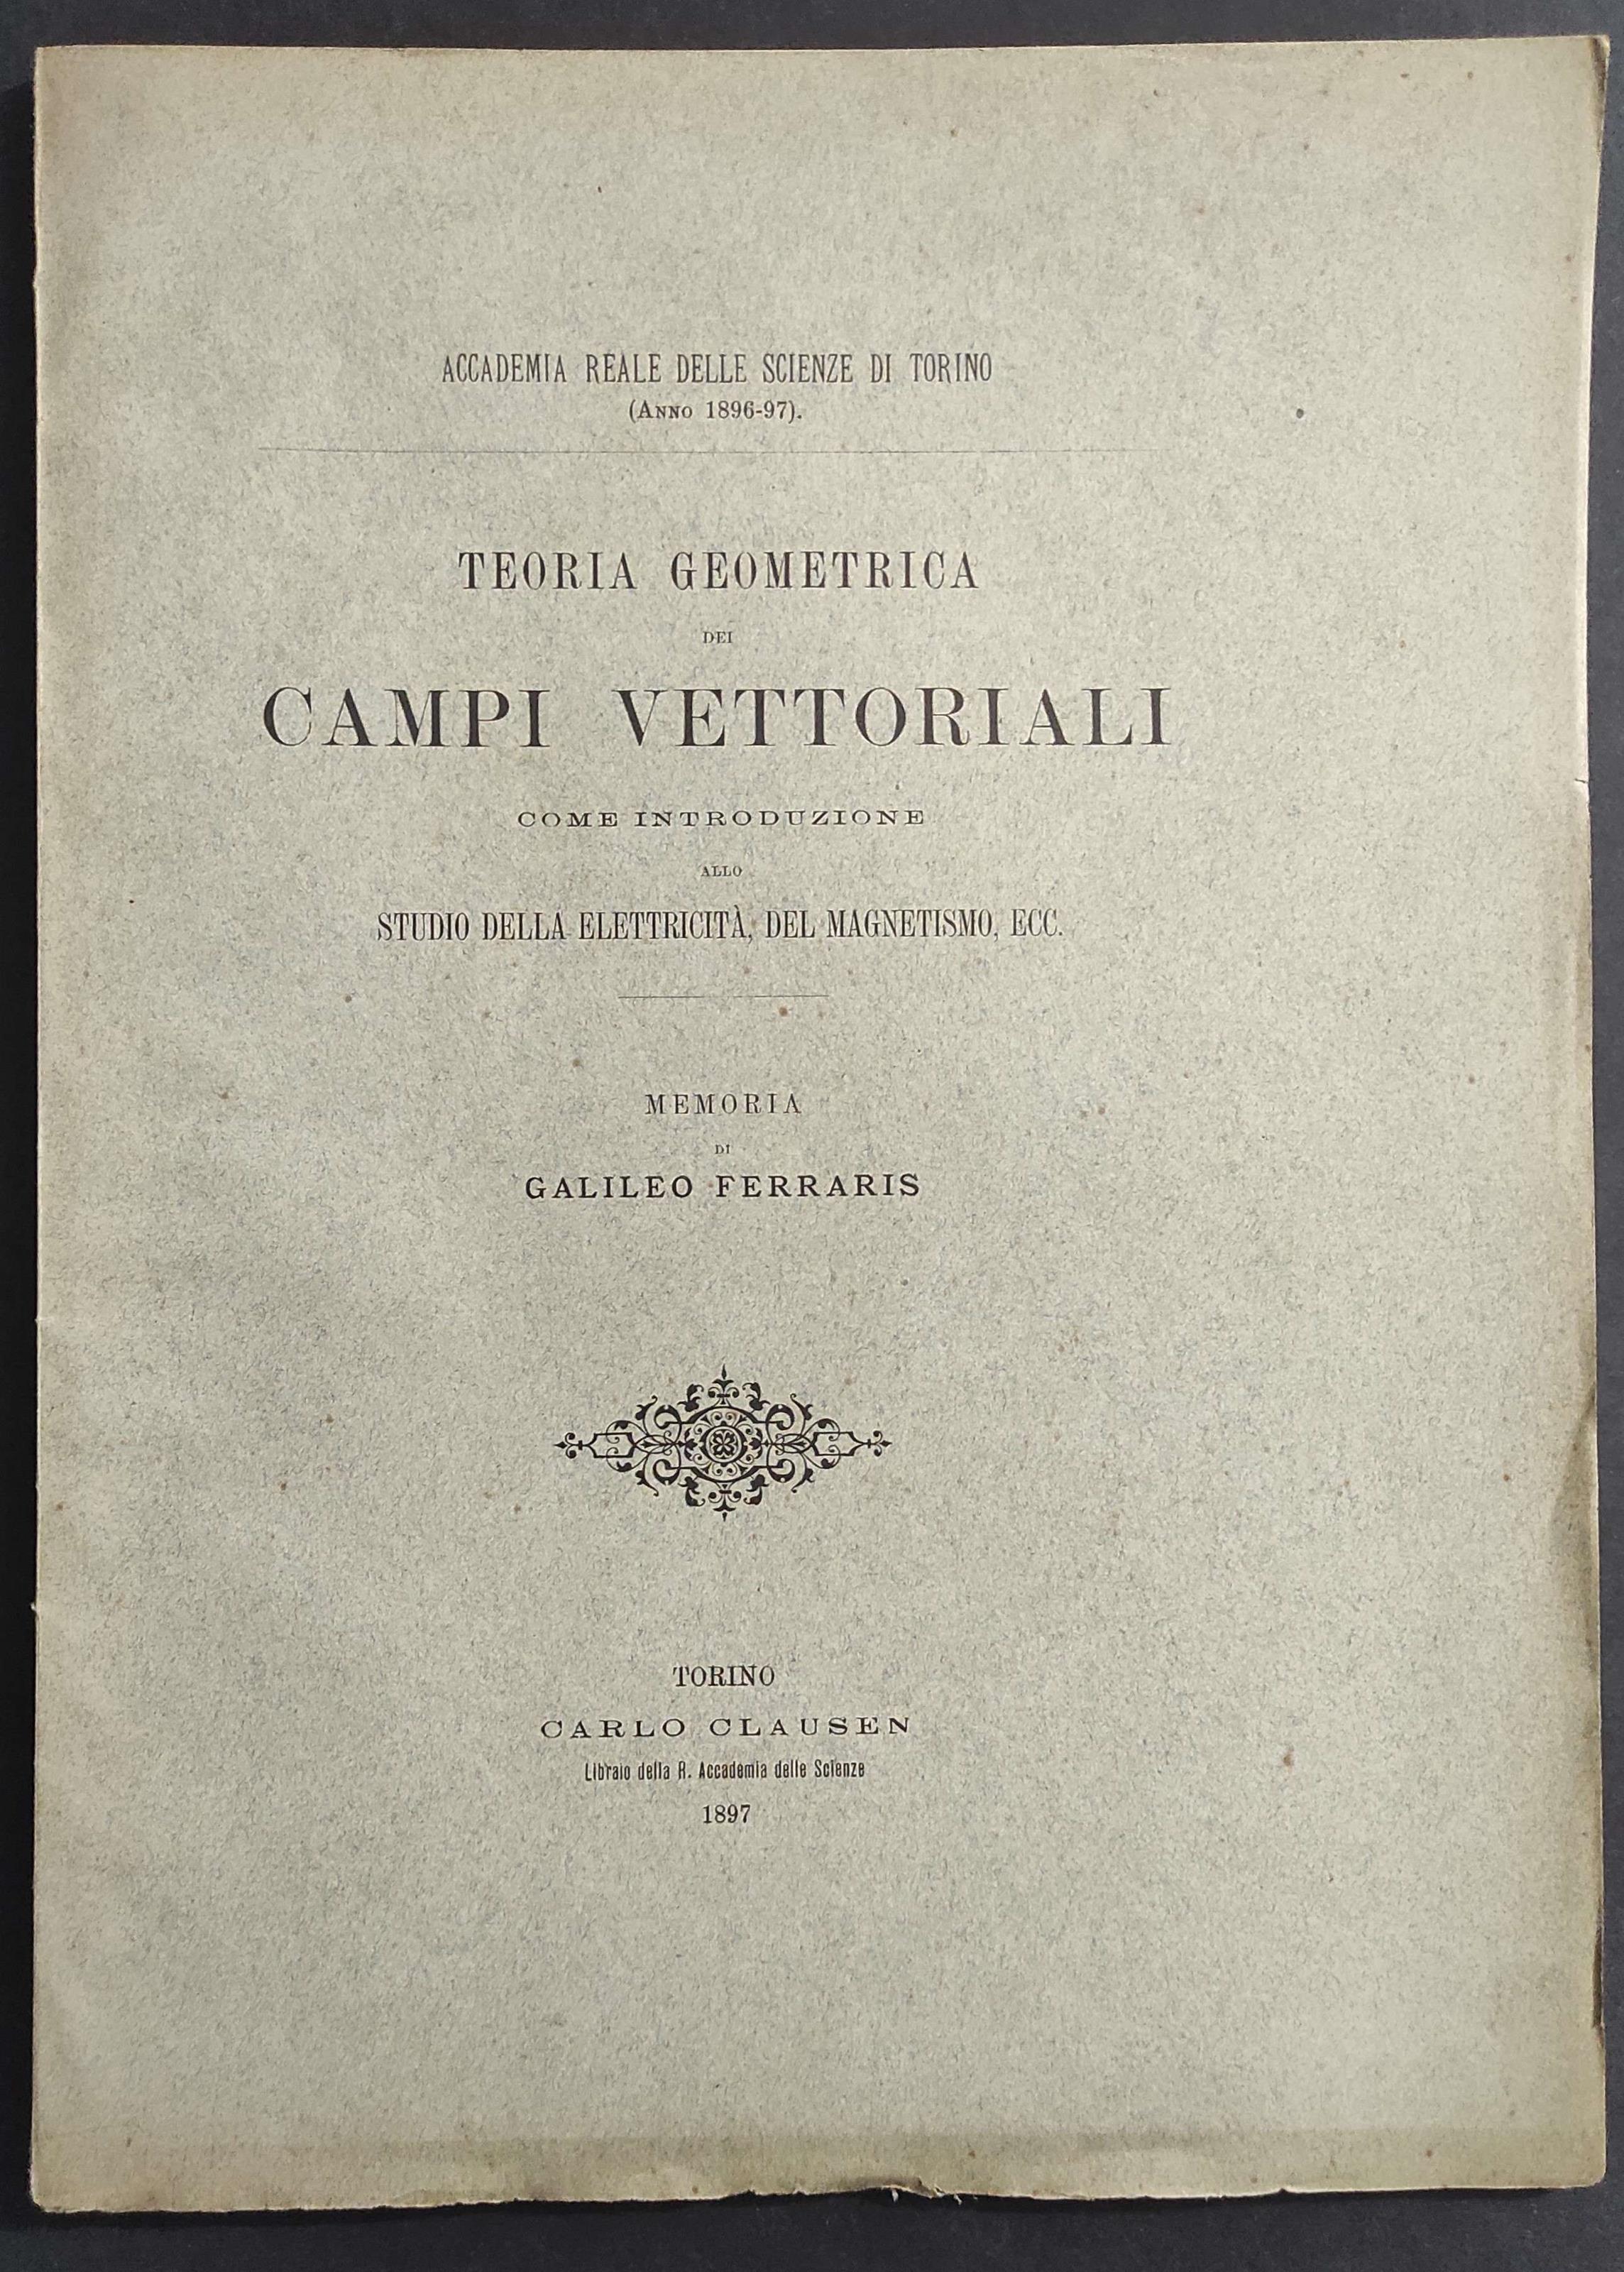 ACCADEMIA REALE DELLE SCIENZE DI TORINO
(ANNO 1896-97).
TEORIA GEOMETRICA
DEI
CAMPI VETTORIALI
COME INTRODUZIONE
ALLO
STUDIO DELLA ELETTRICITÀ, DEL MAGNETISMO, ECC.
MEMORIA
DI
GALILEO FERRARIS
TORINO
CARLO CLAUSEN
Libraio della R. Accademia delle Scienze
1897